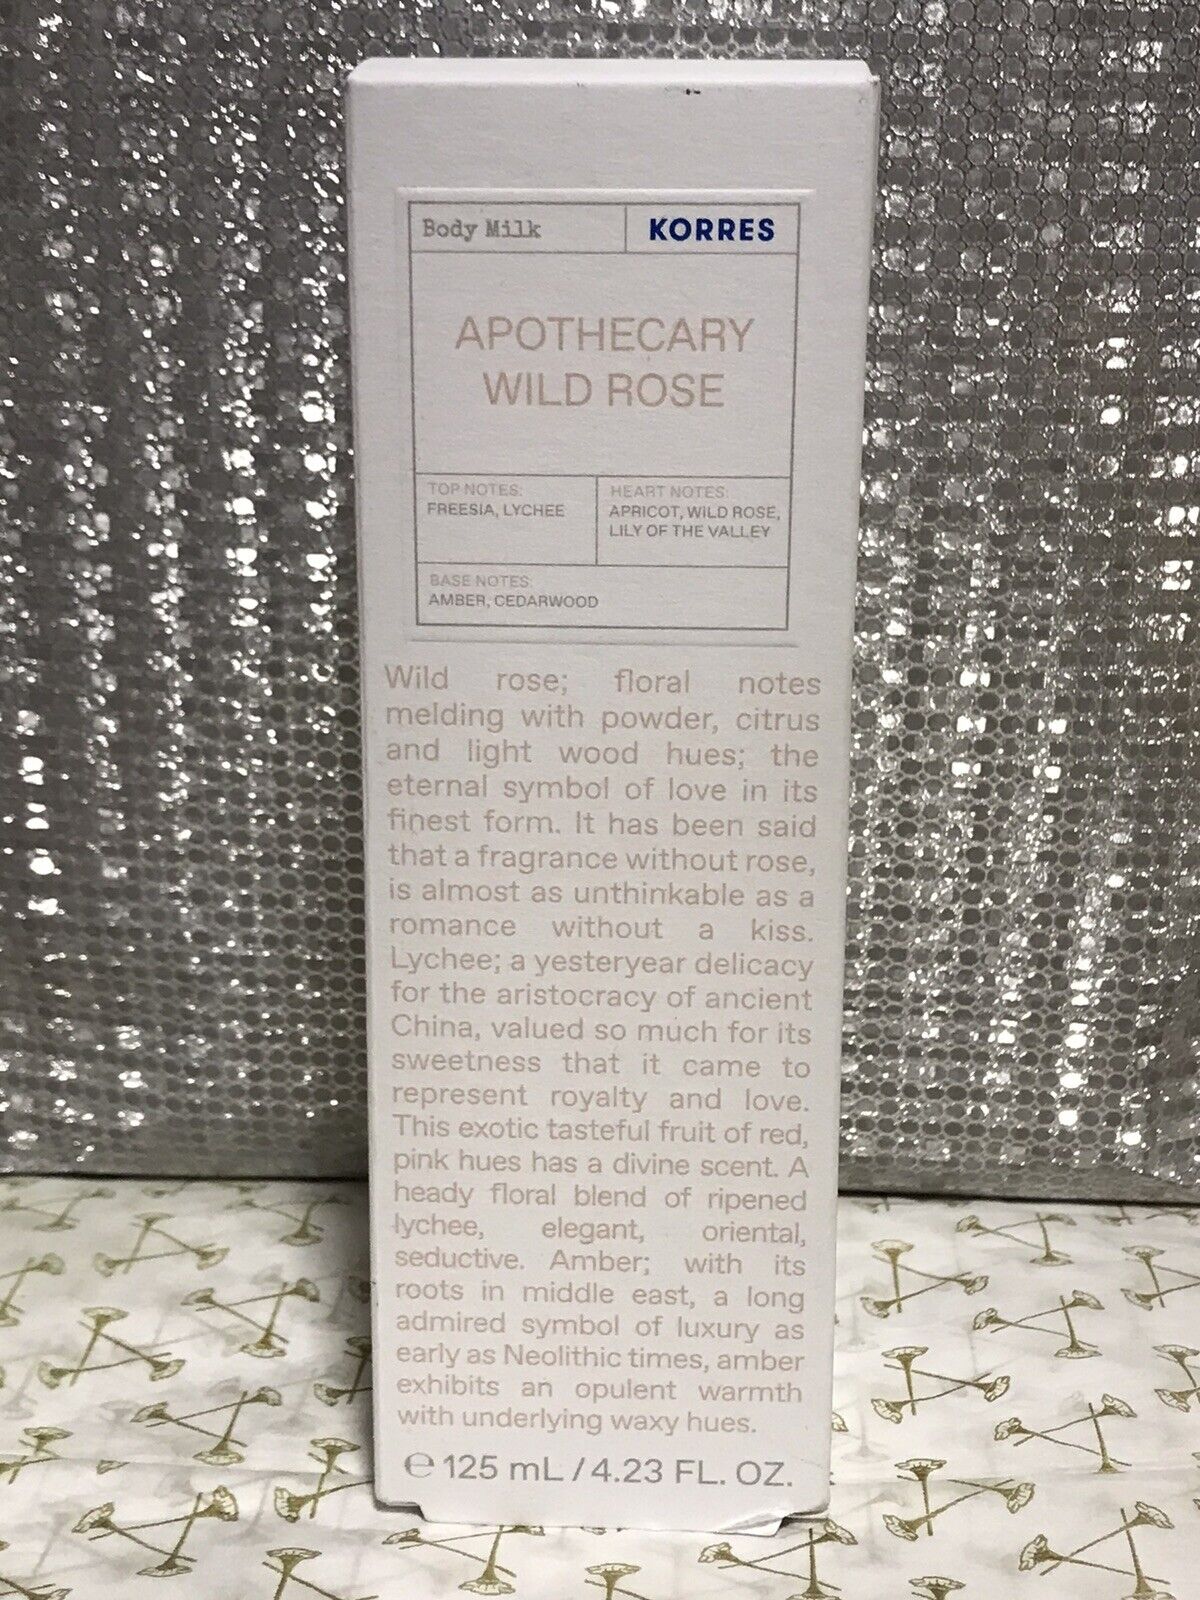 Body Milk
KORRES
APOTHECARY
WILD ROSE
TOP NOTES:
FREESIA, LYCHEE
HEART NOTES:
APRICOT, WILD ROSE,
LILY OF THE VALLEY
BASE NOTES:
AMBER, CEDARWOOD
Wild rose; floral notes
melding with powder, citrus
and light wood hues; the
eternal symbol of love in its
finest form. It has been said
that a fragrance without rose,
is almost as unthinkable as a
romance without a kiss.
Lychee; a yesteryear delicacy
for the aristocracy of ancient
China, valued so much for its
sweetness that it came to
represent royalty and love.
This exotic tasteful fruit of red,
pink hues has a divine scent. A
heady floral blend of ripened
lychee, elegant, oriental,
seductive. Amber; with its
roots in middle east, a long
admired symbol of luxury as
early as Neolithic times, amber
exhibits an opulent warmth
with underlying waxy hues.
℮ 125 mL / 4.23 FL. OZ.